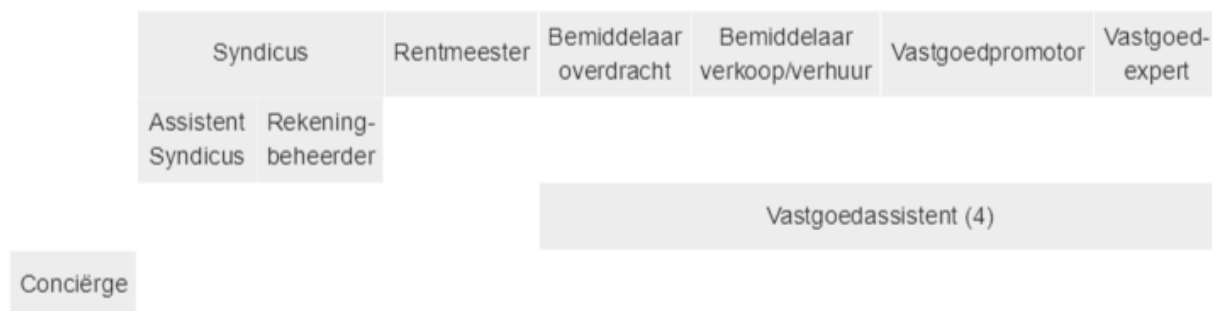 Syndicus
Rentmeester
Bemiddelaar
overdracht
Bemiddelaar
verkoop/verhuur
Vastgoedpromotor
Vastgoed-
expert
Assistent
Syndicus
Rekening-
beheerder
Vastgoedassistent (4)
Conciërge